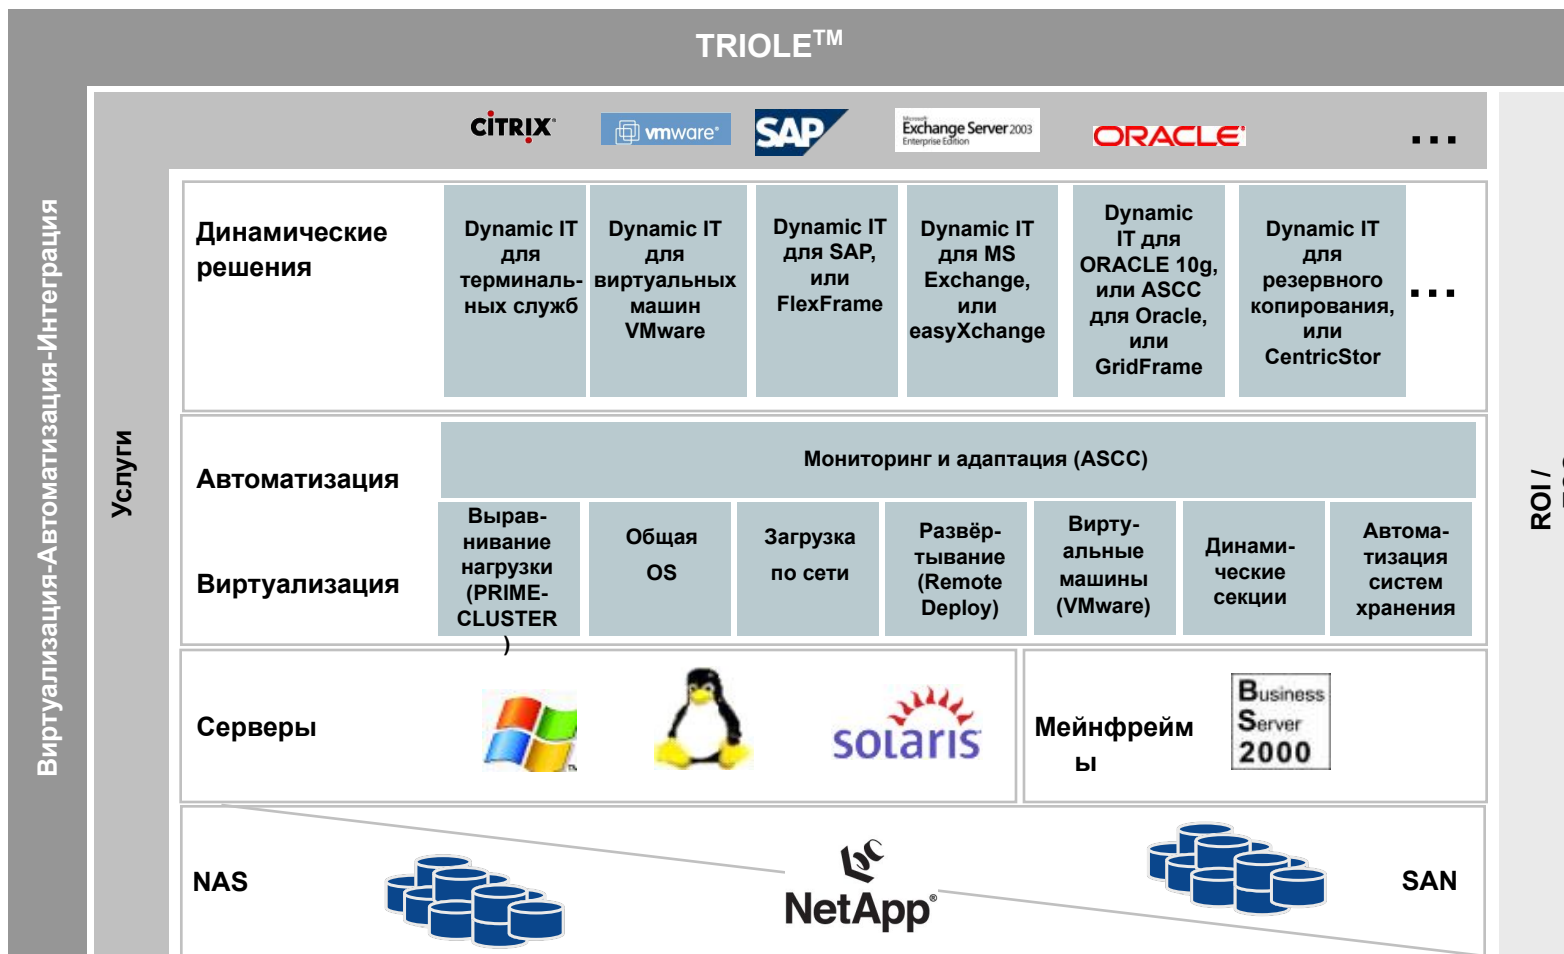 TRIOLE™
Виртуализация-Автоматизация-Интеграция
Услуги
CİTRIX
vmware
SAP
Microsoft
Exchange Server 2003
Enterprise Edition
ORACLE
...
Динамические
решения
Dynamic IT
для
терминаль-
ных служб
Dynamic IT
для
виртуальных
машин
VMware
Dynamic IT
для SAP,
или
FlexFrame
Dynamic IT
для MS
Exchange,
или
easyXchange
Dynamic
IT для
ORACLE 10g,
или ASCC
для Oracle,
или
GridFrame
Dynamic IT
для
резервного
копирования,
или
CentricStor
...
Автоматизация
Мониторинг и адаптация (ASCC)
Виртуализация
Вырав-
нивание
нагрузки
(PRIME-
CLUSTER
)
Общая
OS
Загрузка
по сети
Развёр-
тывание
(Remote
Deploy)
Вирту-
альные
машины
(VMware)
Динами-
ческие
секции
Автома-
тизация
систем
хранения
Серверы
solaris
Мейнфрейм
ы
Business
Server
2000
NAS
NetApp®
SAN
ROI /